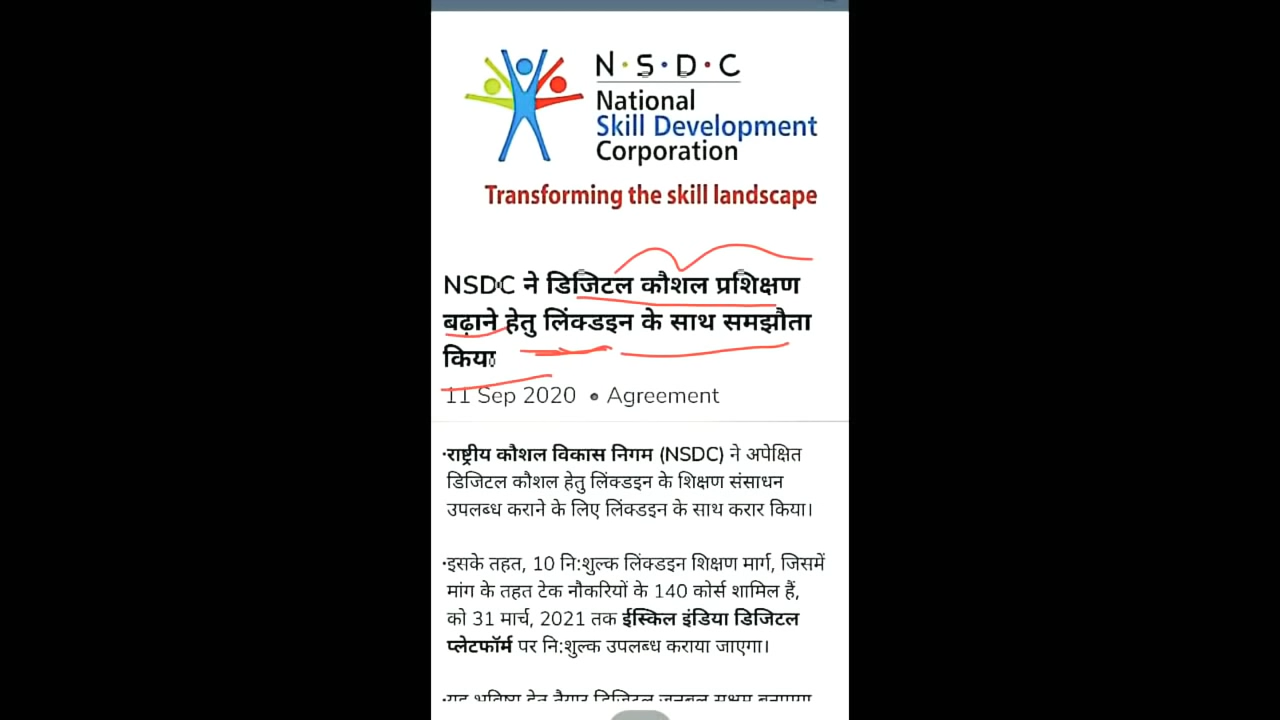 N·S·D·C
National
Skill Development
Corporation
Transforming the skill landscape
NSDC ने डिजिटल कौशल प्रशिक्षण
बढ़ाने हेतु लिंक्डइन के साथ समझौता
किया
11 Sep 2020 • Agreement
·राष्ट्रीय कौशल विकास निगम (NSDC) ने अपेक्षित
डिजिटल कौशल हेतु लिंक्डइन के शिक्षण संसाधन
उपलब्ध कराने के लिए लिंक्डइन के साथ करार किया।
·इसके तहत, 10 नि:शुल्क लिंक्डइन शिक्षण मार्ग, जिसमें
मांग के तहत टेक नौकरियों के 140 कोर्स शामिल हैं,
को 31 मार्च, 2021 तक ईस्किल इंडिया डिजिटल
प्लेटफॉर्म पर नि:शुल्क उपलब्ध कराया जाएगा।